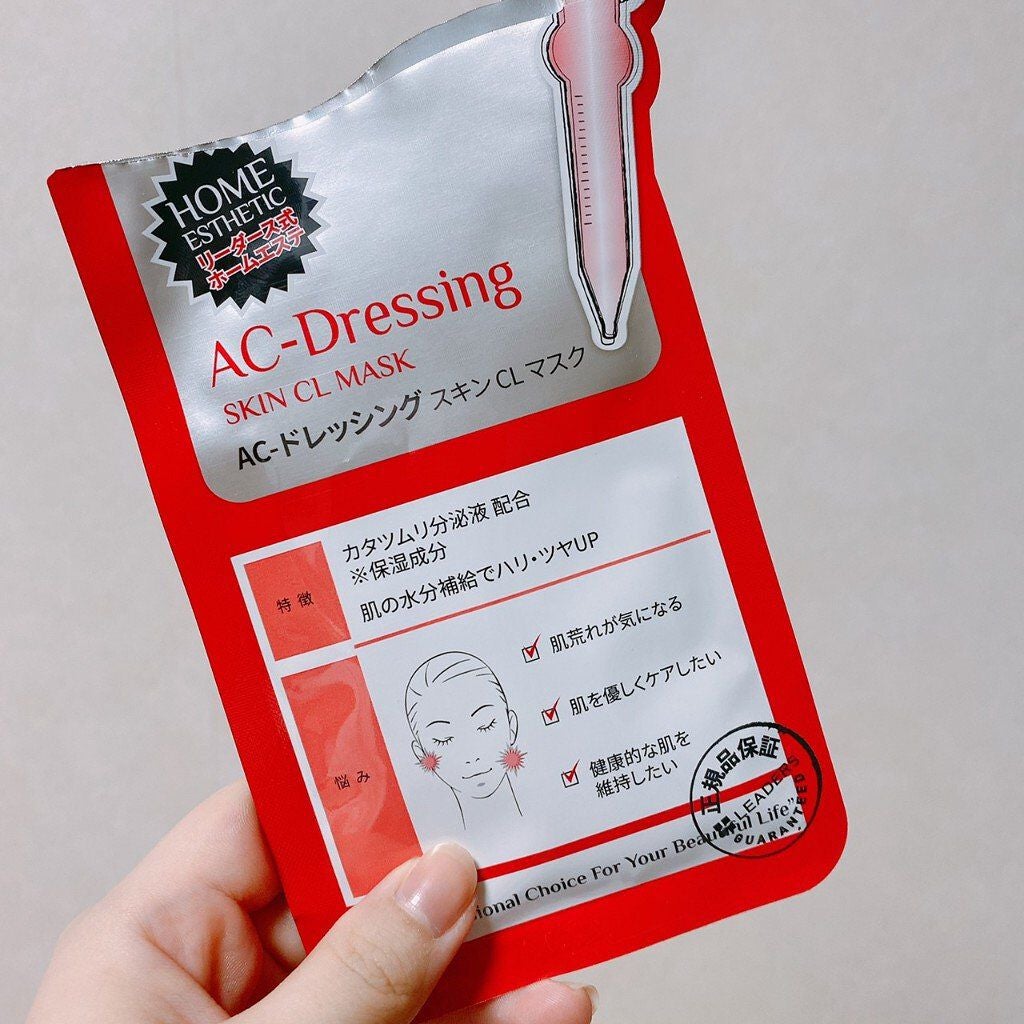 HOME
ESTHETIC
リーダース式
ホームエステ
AC-Dressing
SKIN CL MASK
AC-ドレッシング スキン CL マスク
特 徴
カタツムリ分泌液 配合
※保湿成分
肌の水分補給でハリ・ツヤUP
悩 み
肌荒れが気になる
肌を優しくケアしたい
健康的な肌を
維持したい
正規品保証
LEADERS
GUARANTEED
Choice For Your Beautiful Life"